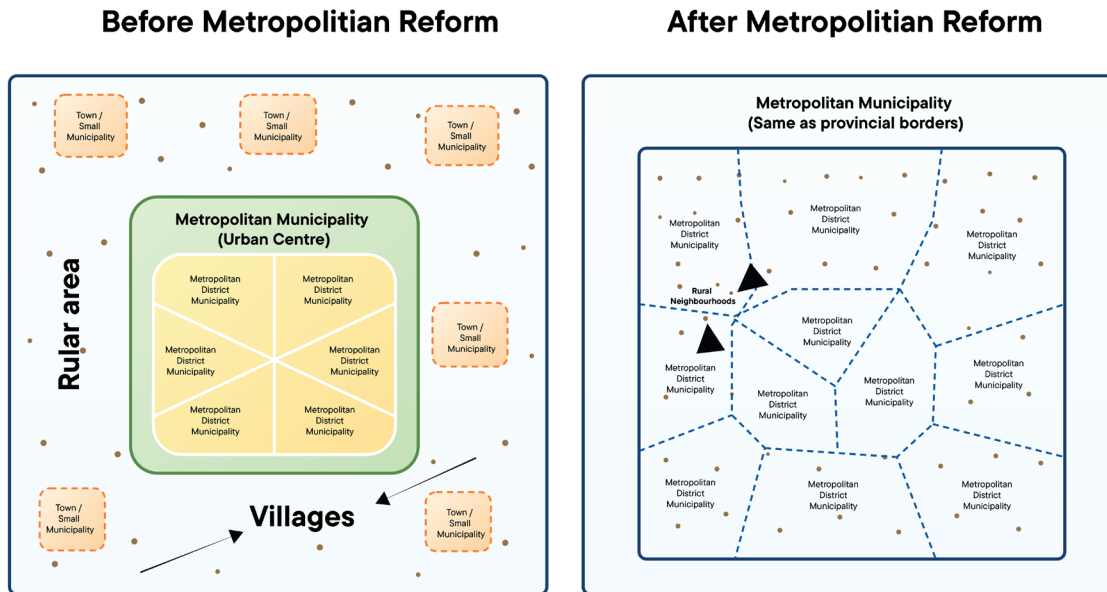 Before Metropolitian Reform
After Metropolitian Reform
Town /
Small
Municipality
Town /
Small
Municipality
Town /
Small
Municipality
Metropolitan Municipality
(Urban Centre)
Metropolitan
District
Municipality
Metropolitan
District
Municipality
Metropolitan
District
Municipality
Metropolitan
District
Municipality
Metropolitan
District
Municipality
Metropolitan
District
Municipality
Rular area
Town /
Small
Municipality
Town /
Small
Municipality
Villages
Town /
Small
Municipality
Metropolitan Municipality
(Same as provincial borders)
Metropolitan
District
Municipality
Metropolitan
District
Municipality
Metropolitan
District
Municipality
Rural
Neighbourhoods
Metropolitan
District
Municipality
Metropolitan
District
Municipality
Metropolitan
District
Municipality
Metropolitan
District
Municipality
Metropolitan
District
Municipality
Metropolitan
District
Municipality
Metropolitan
District
Municipality
Metropolitan
District
Municipality